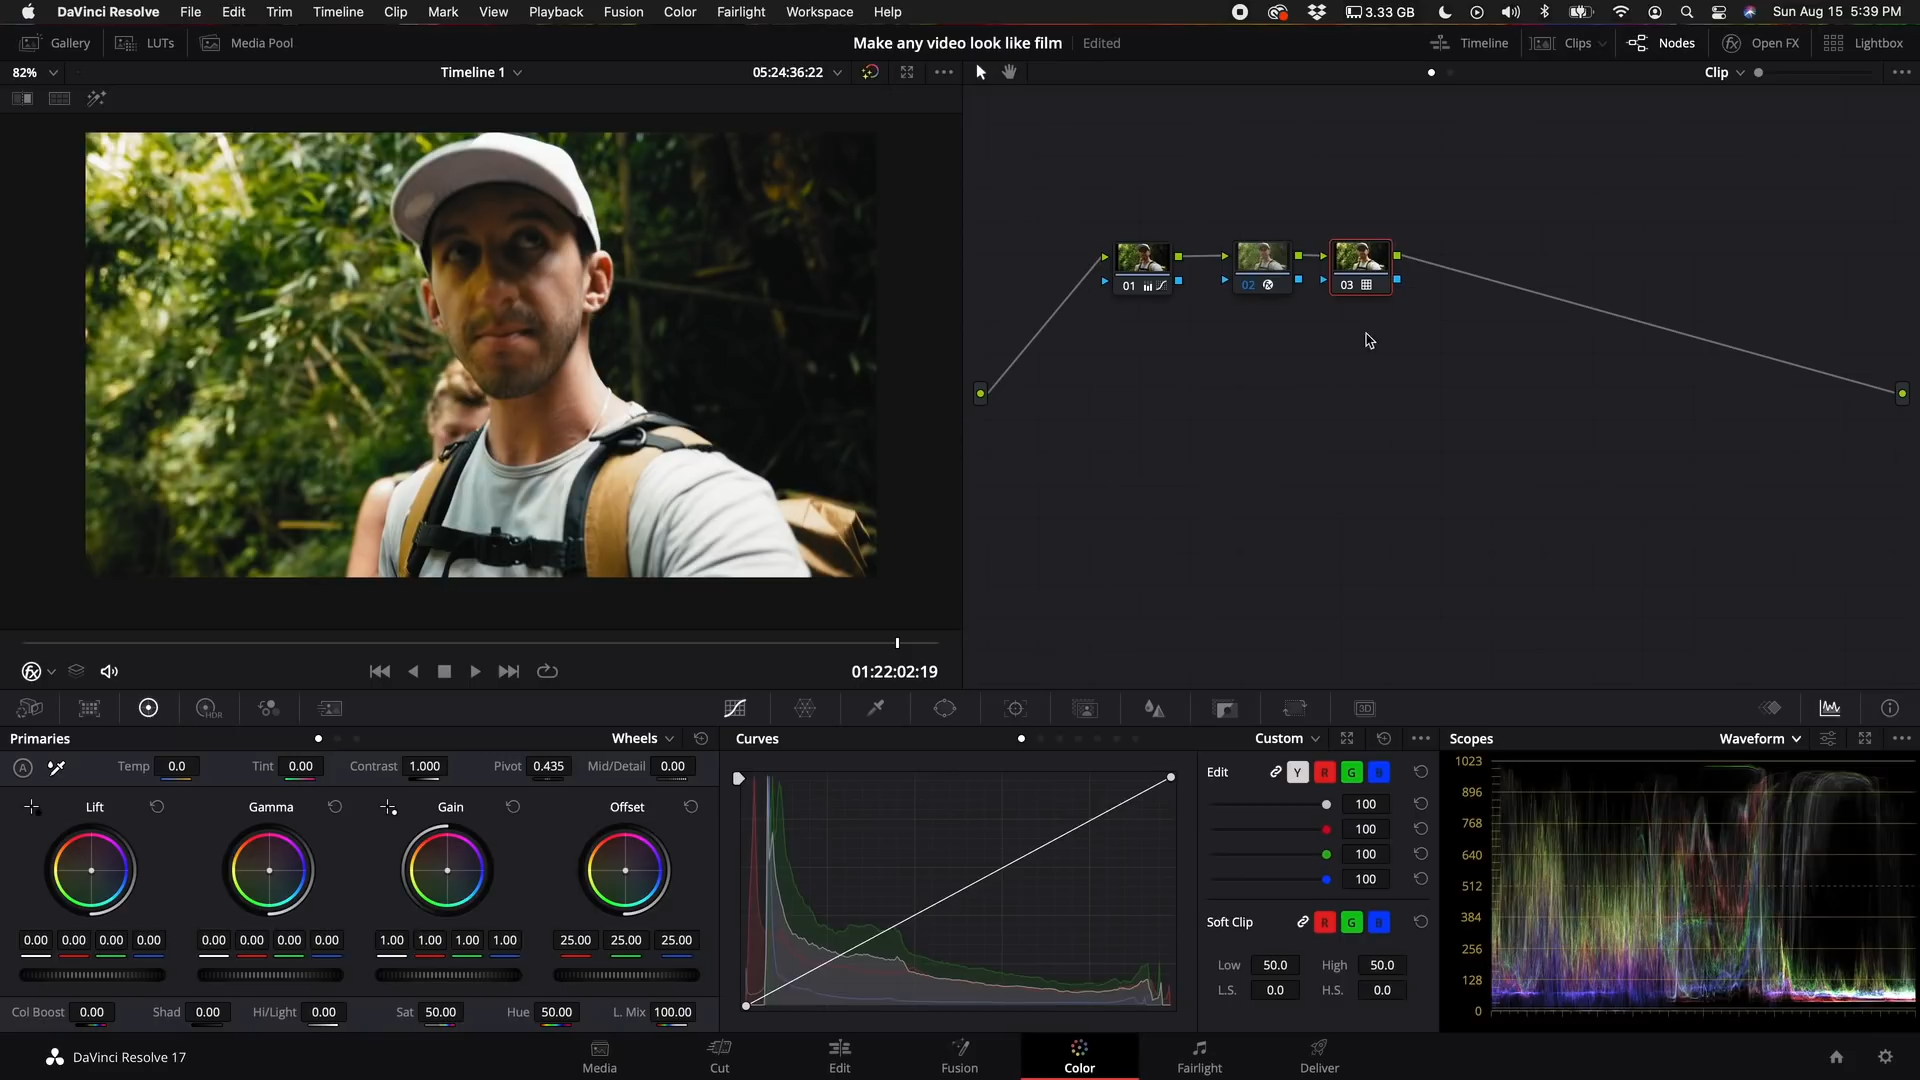 DaVinci Resolve File Edit Trim Timeline Clip Mark View Playback Fusion Color Fairlight Workspace Help 3.33 GB Sun Aug 15 5:39 PM
Gallery LUTs Media Pool Make any video look like film Edited Timeline Clips Nodes Open FX Lightbox
82% Timeline 1 05:24:36:22 Clip
01 02 03
01:22:02:19
HDR 3D
Primaries Wheels Curves Custom Scopes Waveform
A Temp 0.0 Tint 0.00 Contrast 1.000 Pivot 0.435 Mid/Detail 0.00
Lift Gamma Gain Offset
0.00 0.00 0.00 0.00 0.00 0.00 0.00 0.00 1.00 1.00 1.00 1.00 25.00 25.00 25.00
Col Boost 0.00 Shad 0.00 Hi/Light 0.00 Sat 50.00 Hue 50.00 L. Mix 100.00
Edit Y R G B
100
100
100
100
Soft Clip R G B
Low 50.0 High 50.0
L.S. 0.0 H.S. 0.0
1023
896
768
640
512
384
256
128
0
DaVinci Resolve 17 Media Cut Edit Fusion Color Fairlight Deliver